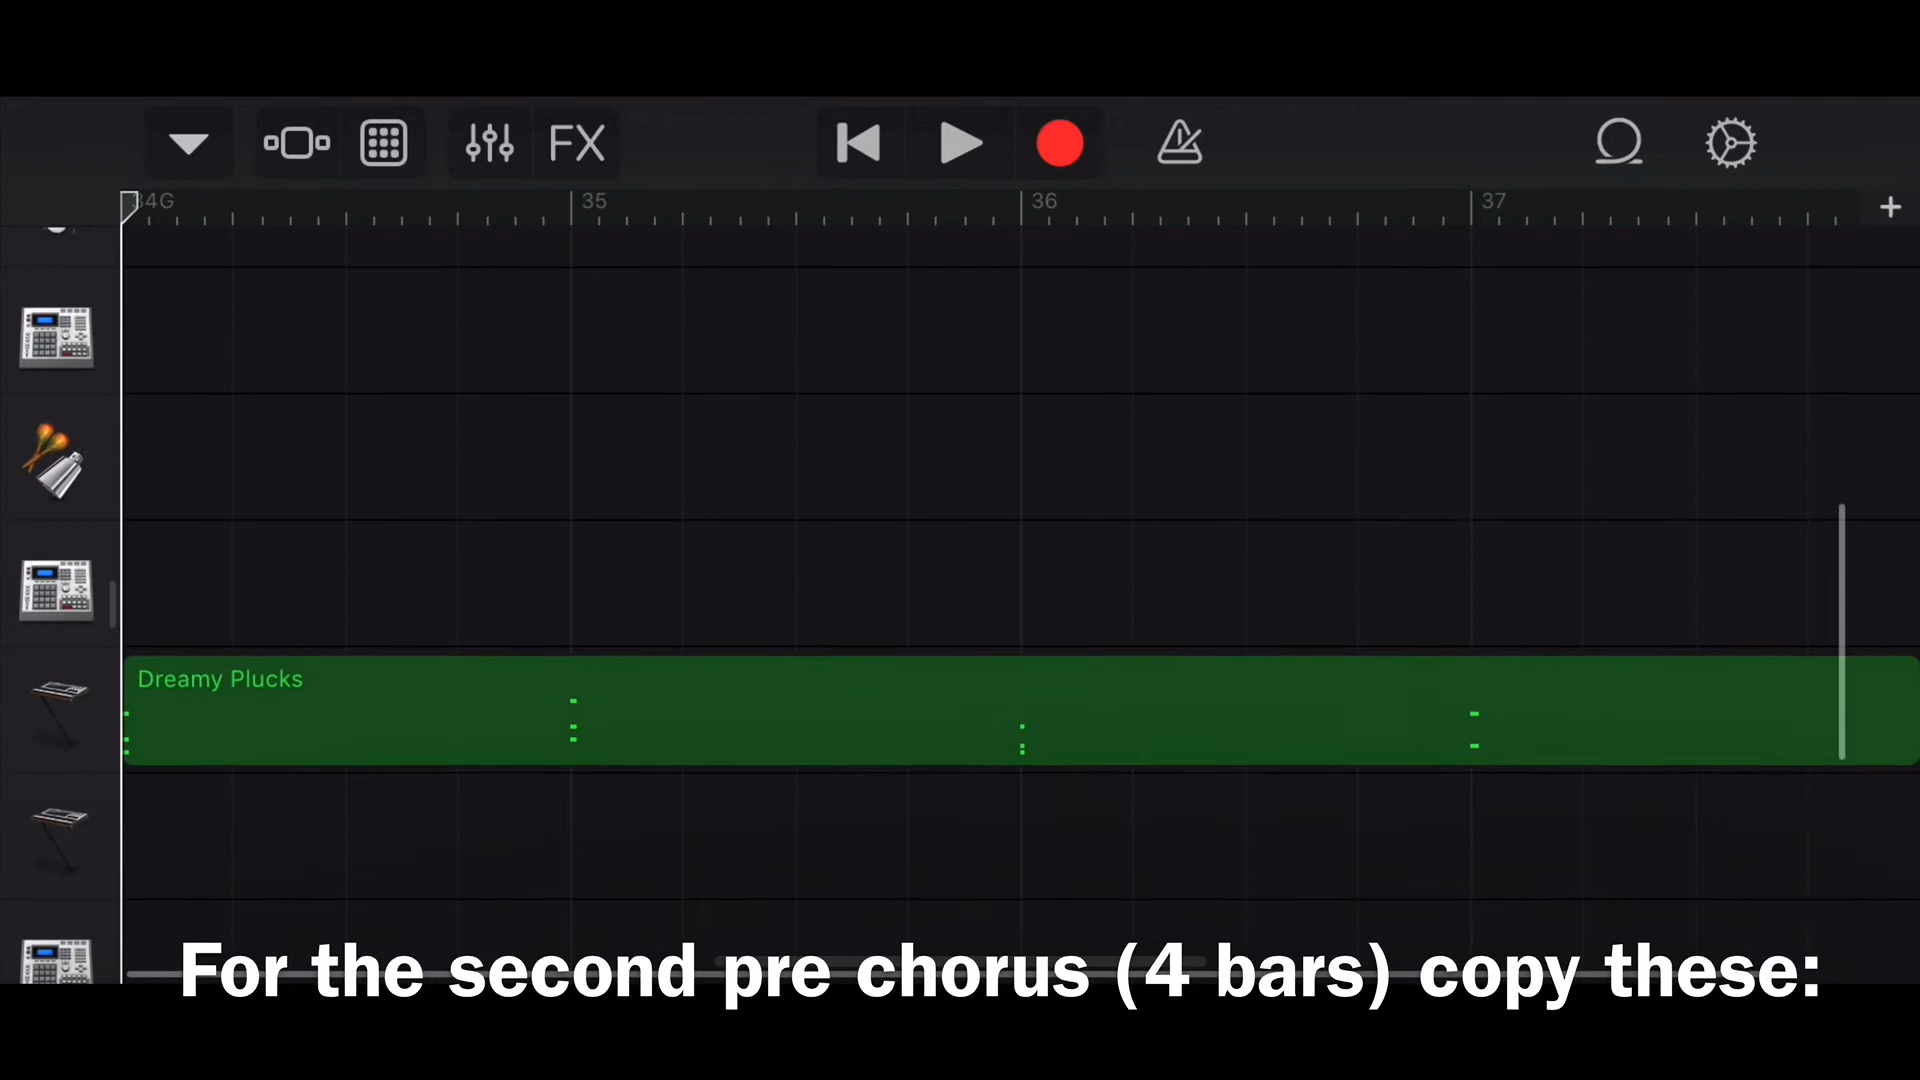 FX
34G 35 36 37
Dreamy Plucks
For the second pre chorus (4 bars) copy these: